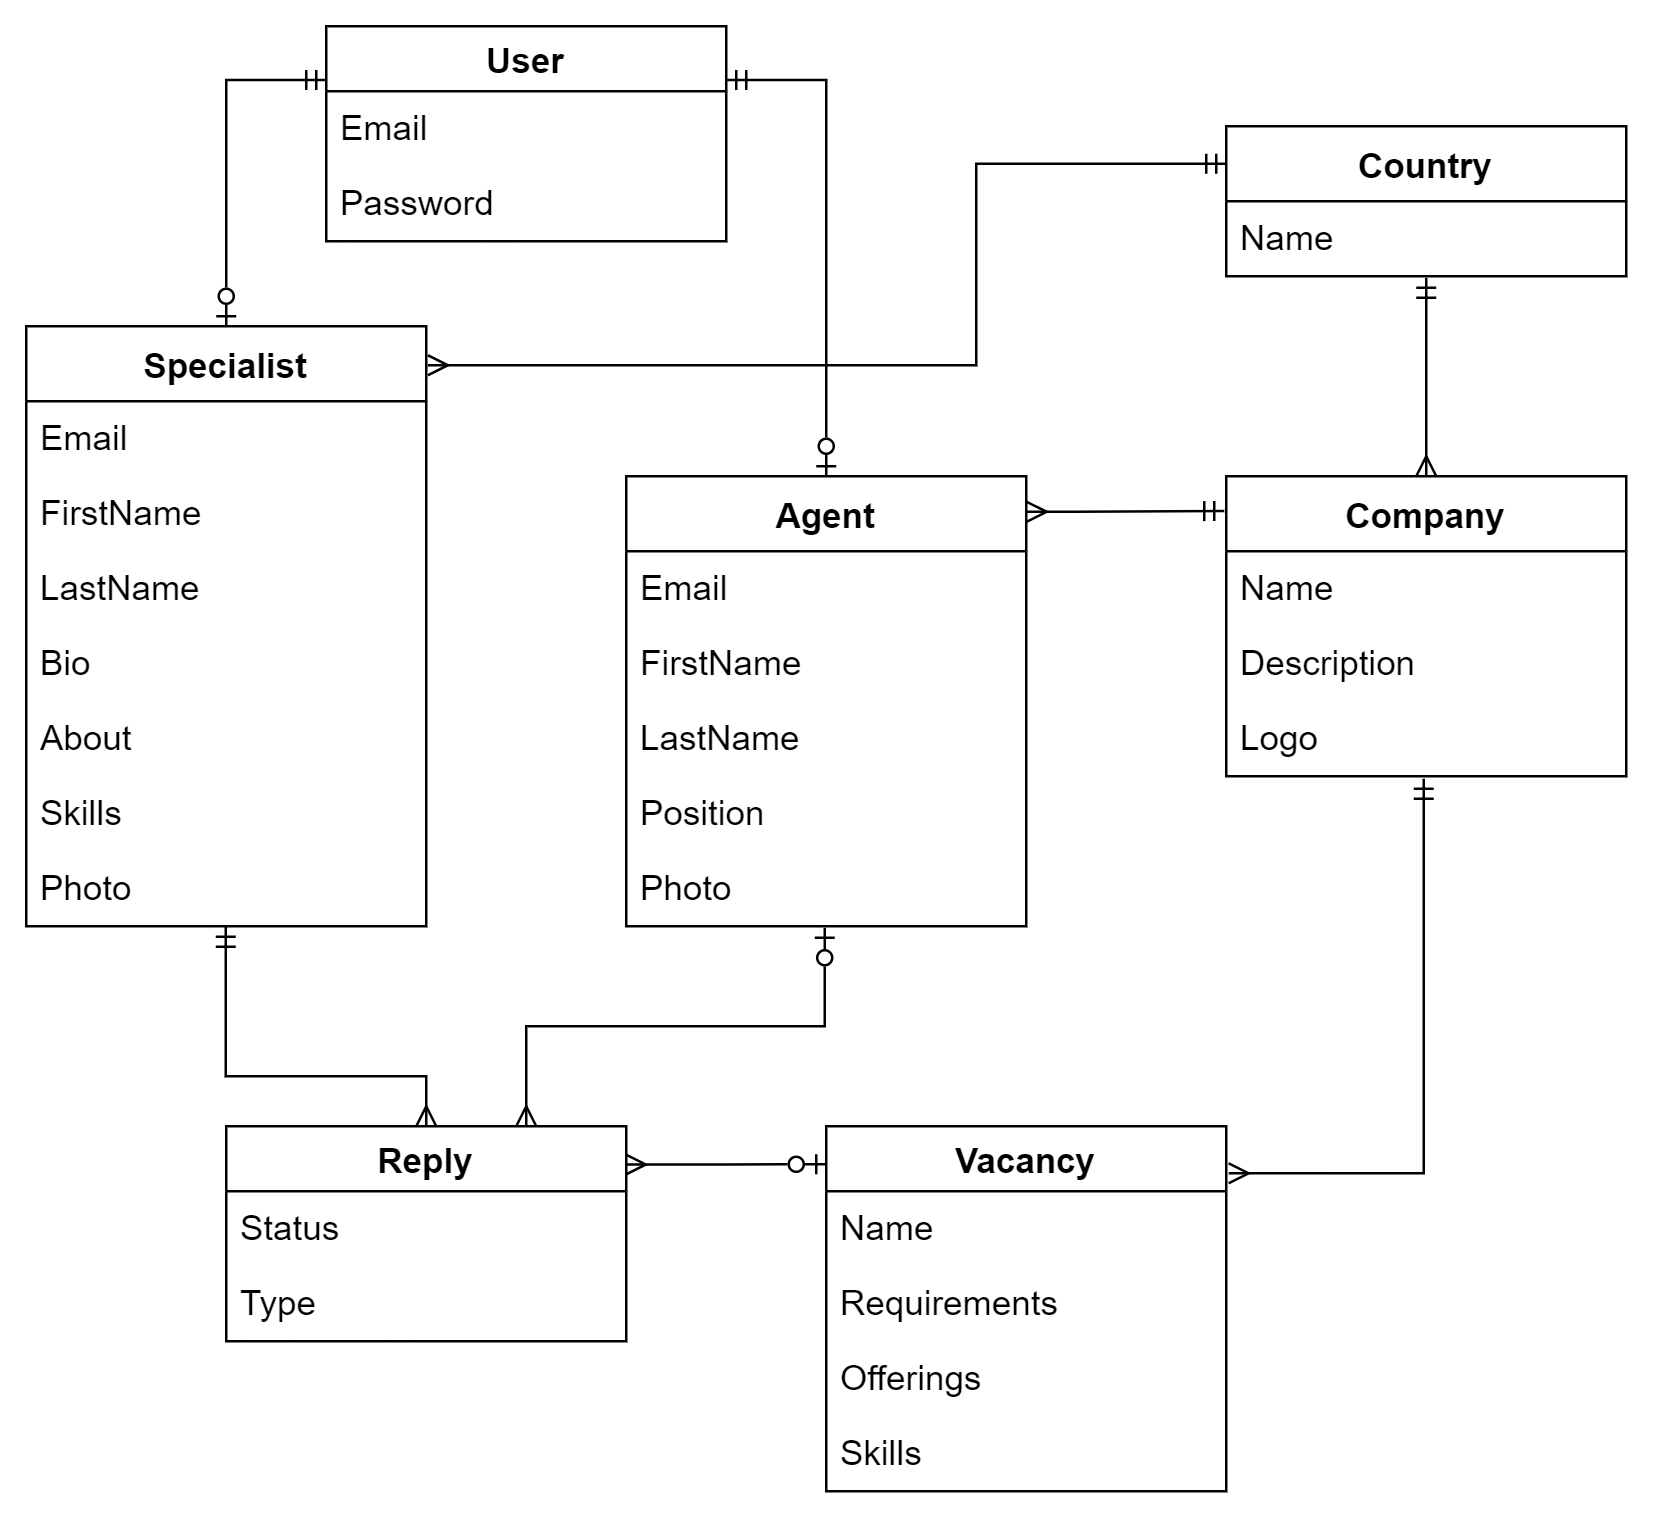 User
Email
Password
Country
Name
Specialist
Email
FirstName
LastName
Bio
About
Skills
Photo
Agent
Email
FirstName
LastName
Position
Photo
Company
Name
Description
Logo
Reply
Status
Type
Vacancy
Name
Requirements
Offerings
Skills